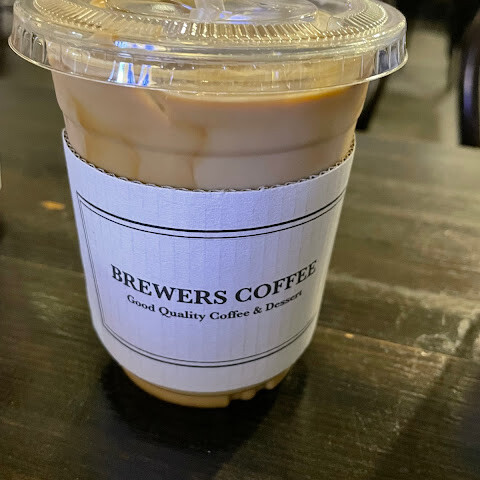 BREWERS COFFEE
Good Quality Coffee & Dessert